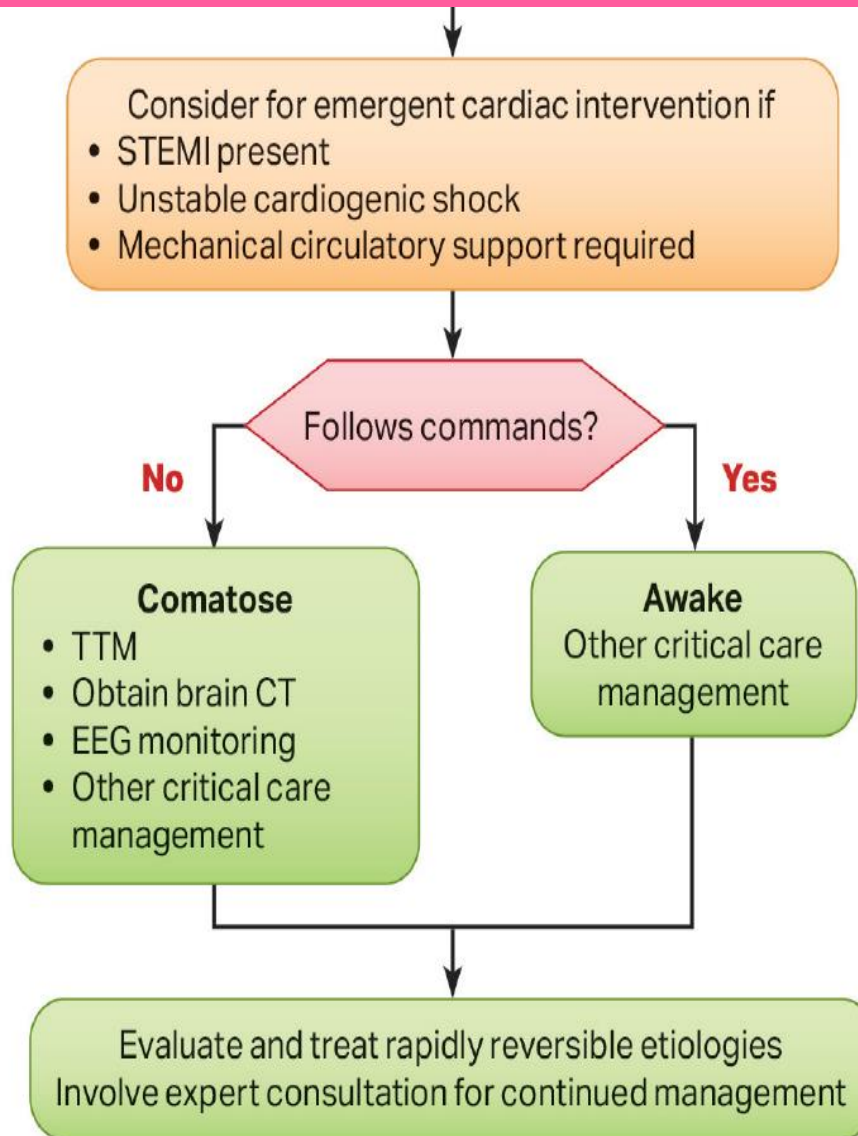 Consider for emergent cardiac intervention if
• STEMI present
• Unstable cardiogenic shock
• Mechanical circulatory support required
Follows commands?
No
Yes
Comatose
• TTM
• Obtain brain CT
• EEG monitoring
• Other critical care
management
Awake
Other critical care
management
Evaluate and treat rapidly reversible etiologies
Involve expert consultation for continued management